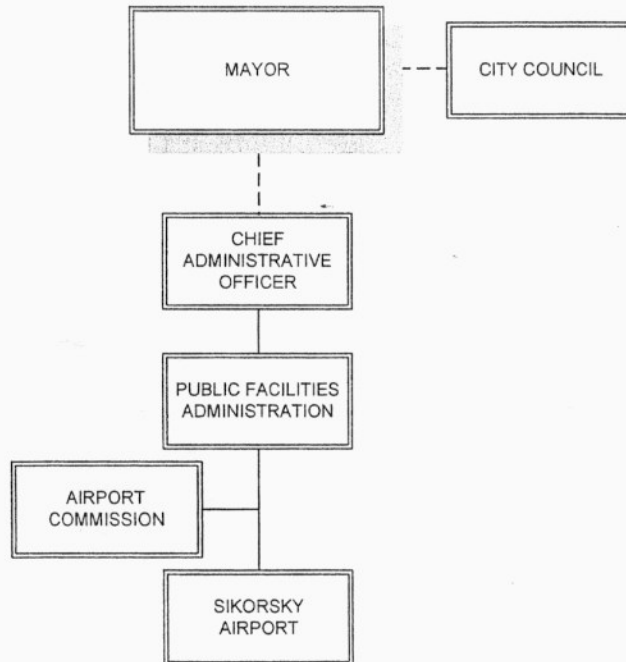 MAYOR
CITY COUNCIL
CHIEF
ADMINISTRATIVE
OFFICER
PUBLIC FACILITIES
ADMINISTRATION
AIRPORT
COMMISSION
SIKORSKY
AIRPORT